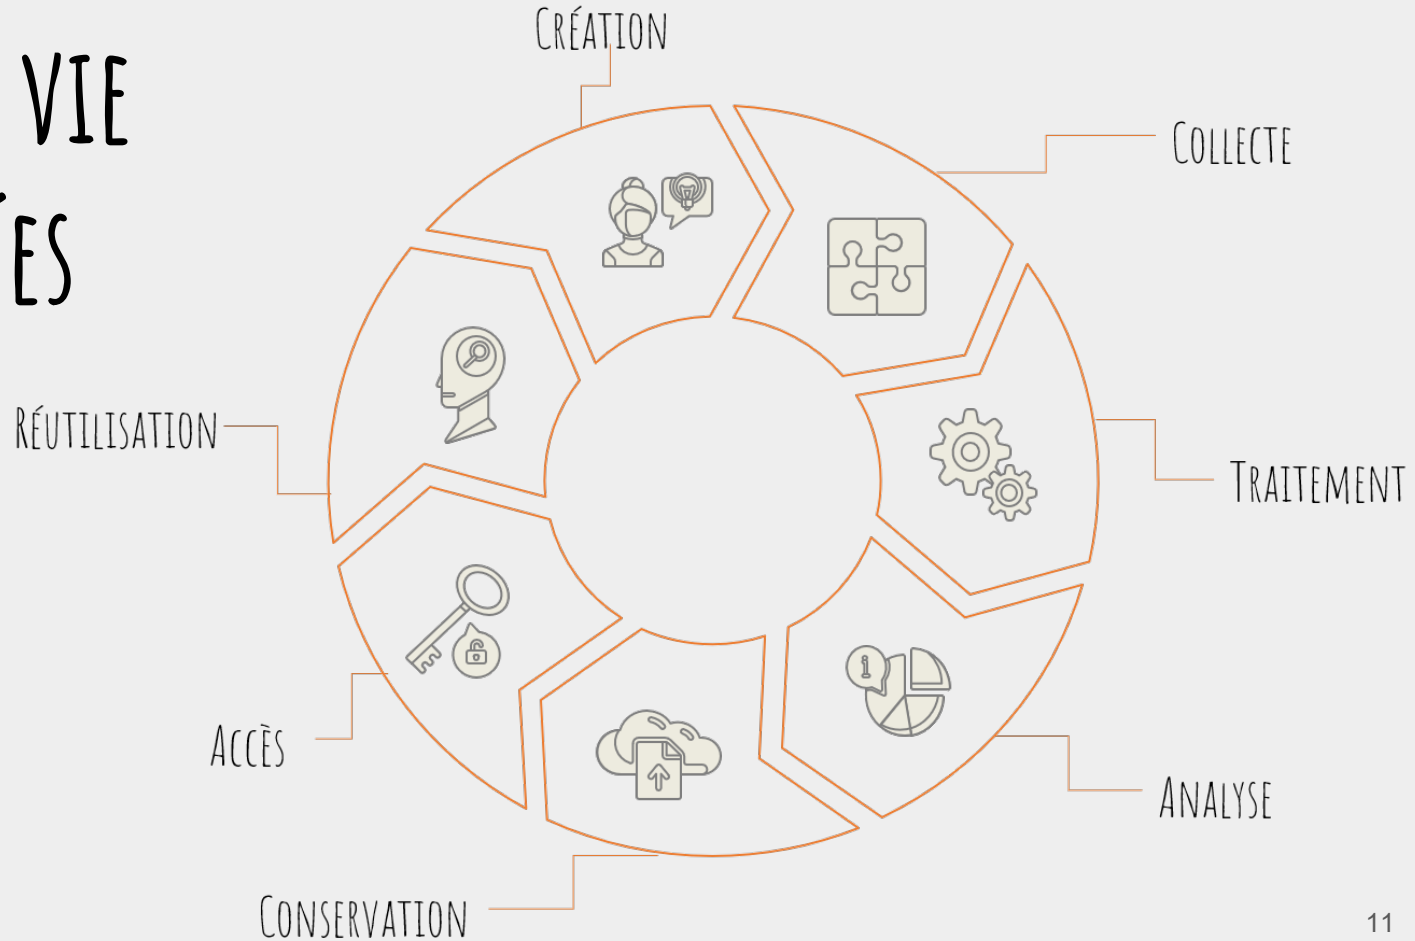 Création
vie
Collecte
es
Réutilisation
Traitement
Accès
Analyse
Conservation
11